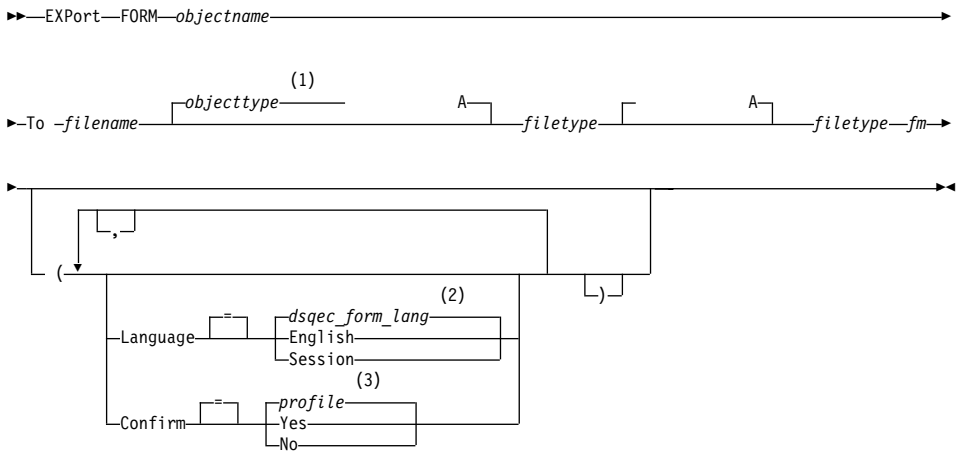 EXPort FORM objectname
(1)
objecttype A A
To filename filetype filetype fm
,
( )
(2)
= dsqec_form_lang
Language English
Session
(3)
= profile
Confirm Yes
No